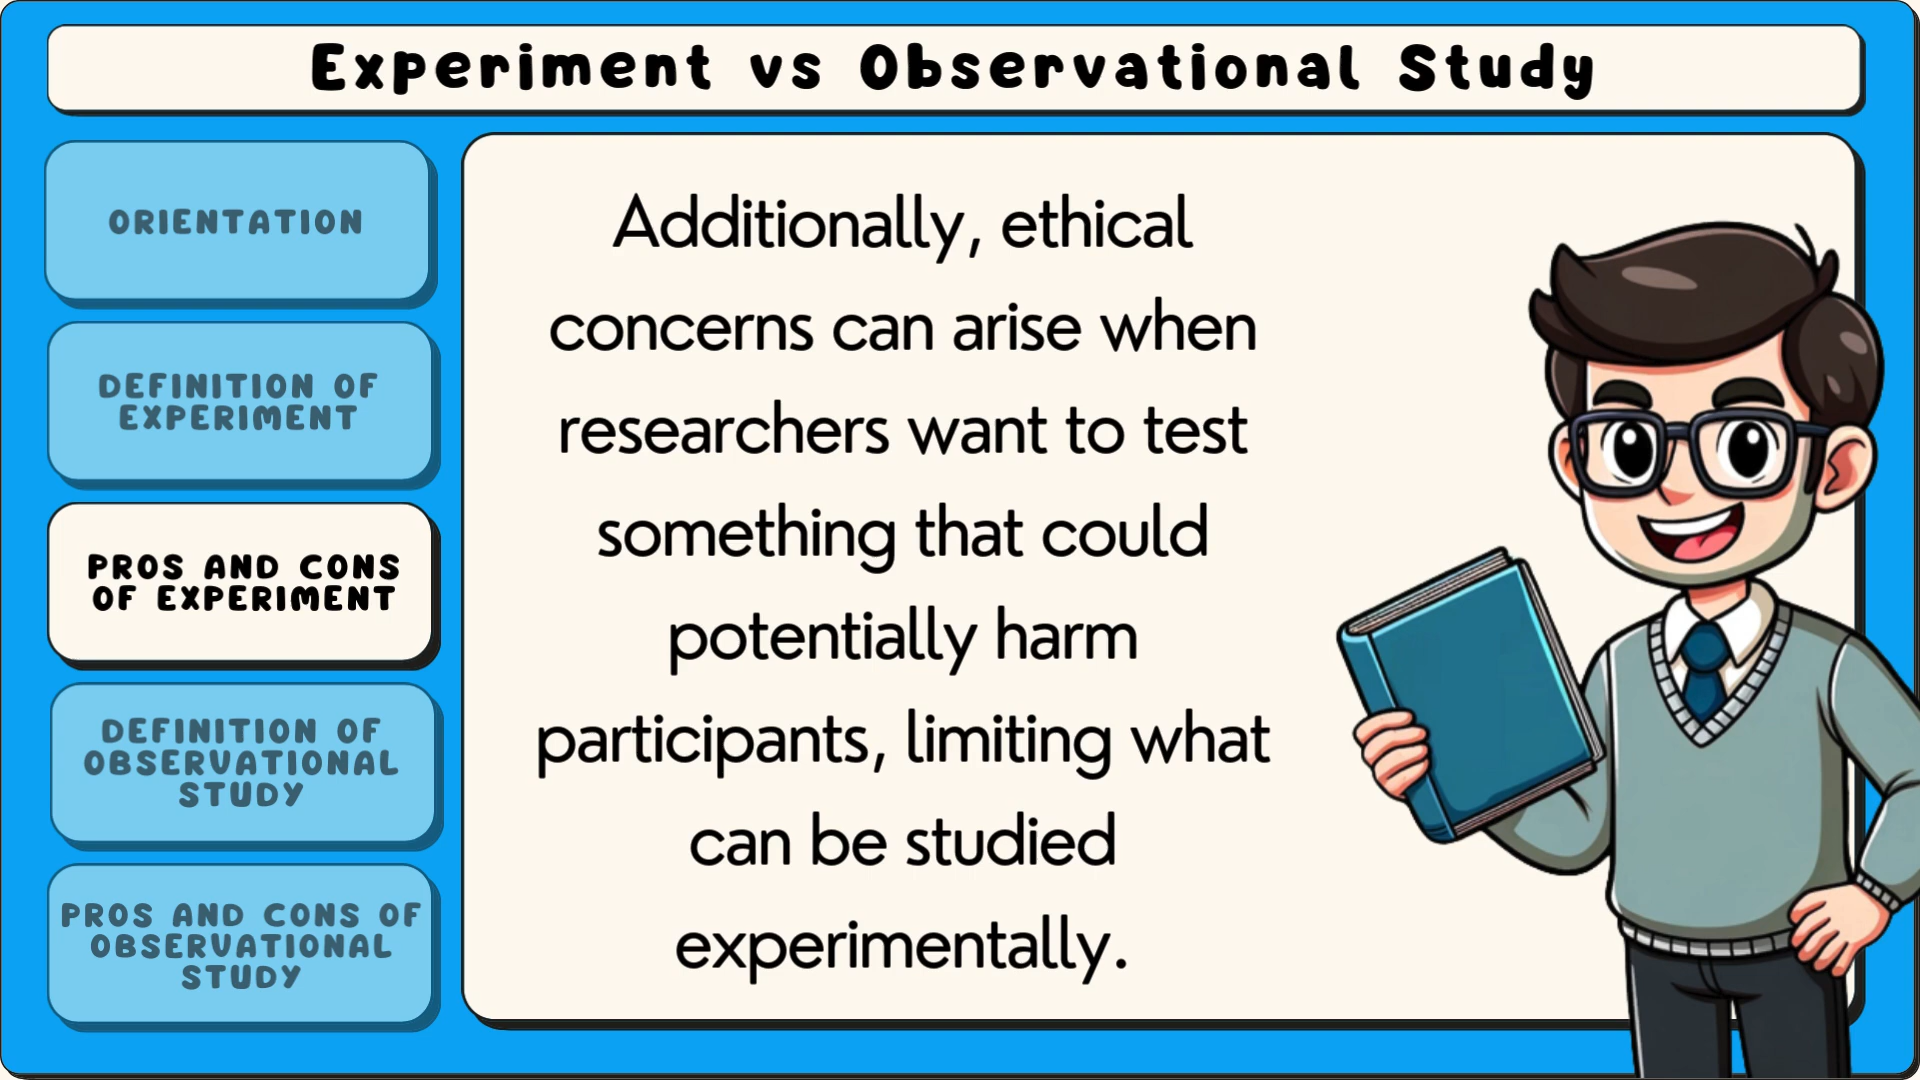 Experiment vs Observational Study
ORIENTATION
DEFINITION OF
EXPERIMENT
PROS AND CONS
OF EXPERIMENT
DEFINITION OF
OBSERVATIONAL
STUDY
PROS AND CONS OF
OBSERVATIONAL
STUDY
Additionally, ethical
concerns can arise when
researchers want to test
something that could
potentially harm
participants, limiting what
can be studied
experimentally.